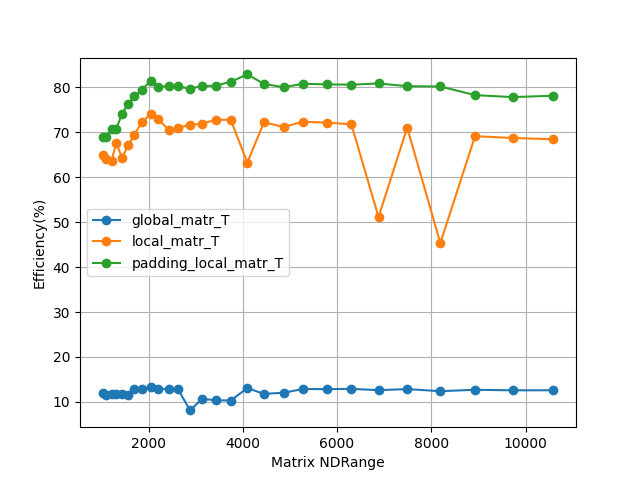 80
70
60
50
40
30
20
10
Efficiency(%)
global_matr_T
local_matr_T
padding_local_matr_T
2000 4000 6000 8000 10000
Matrix NDRange